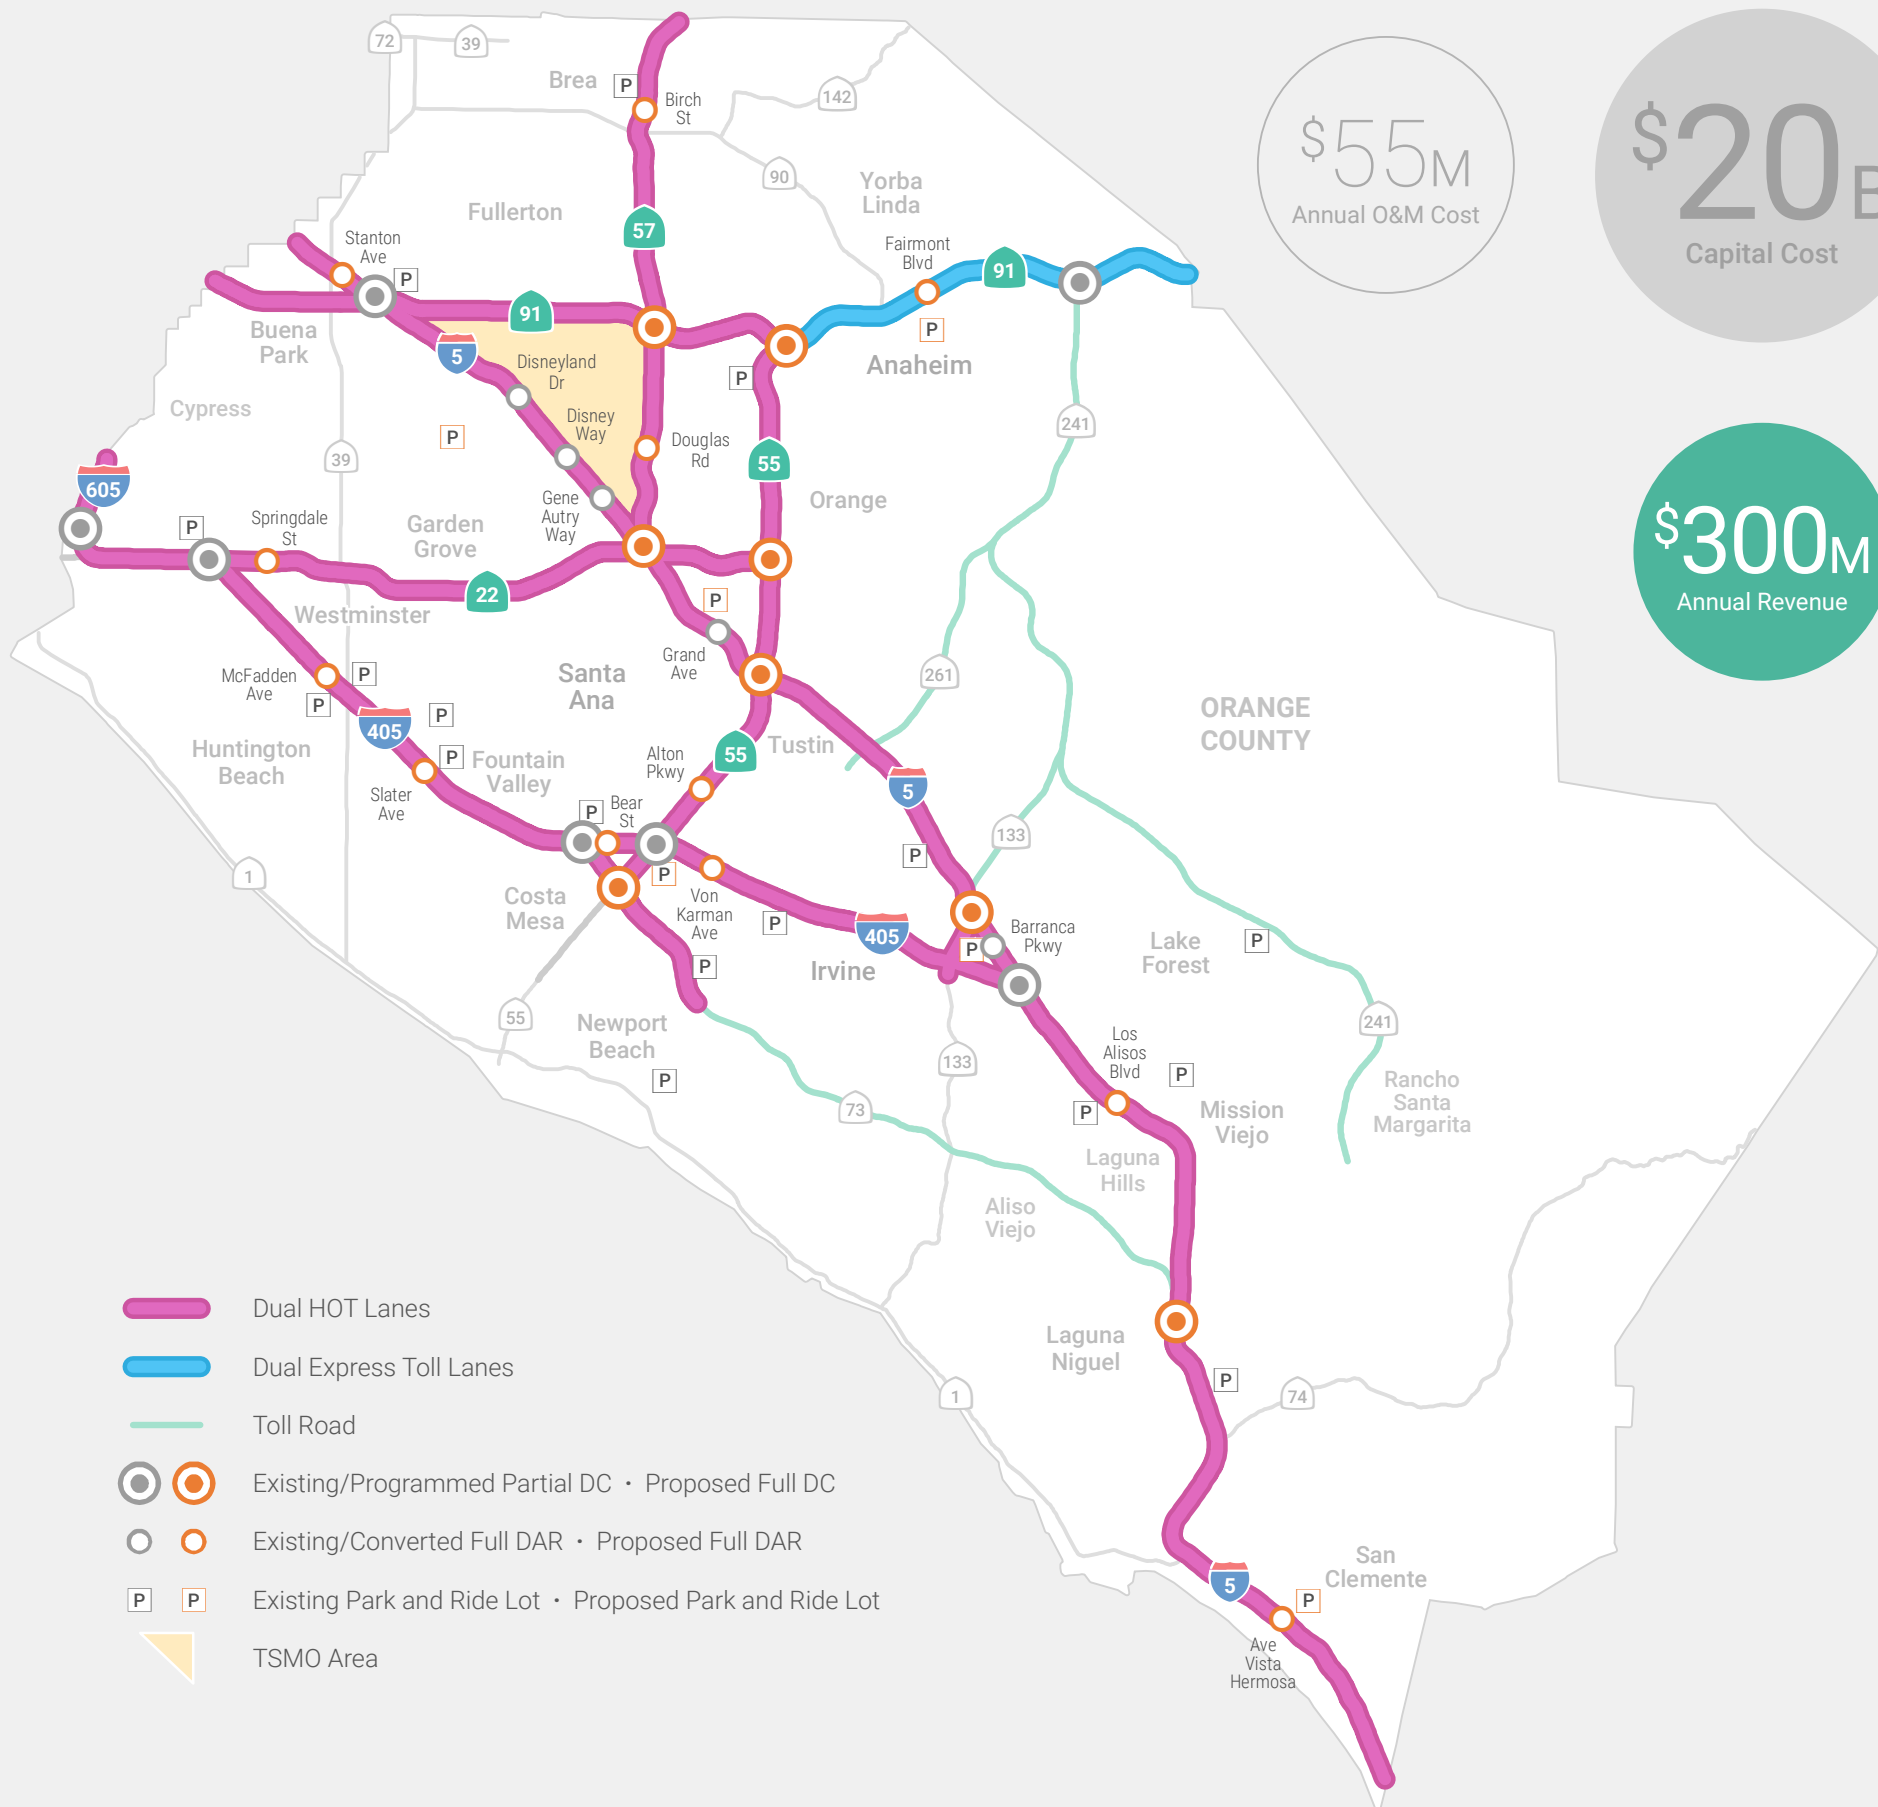 72
39
Brea
P
Birch
St
142
$55M
Annual O&M Cost
$20B
Capital Cost
90
Yorba
Linda
Fullerton
57
Stanton
Ave
P
Fairmont
Blvd
91
91
P
Buena
Park
5
Disneyland
Dr
P
Anaheim
Cypress
Disney
Way
P
Douglas
Rd
241
39
55
605
Orange
$300M
Annual Revenue
P
Springdale
St
Garden
Grove
Gene
Autry
Way
22
Westminster
P
McFadden
Ave
P
P
Santa
Ana
Grand
Ave
261
ORANGE
COUNTY
405
P
Huntington
Beach
P
Fountain
Valley
Alton
Pkwy
55
Tustin
5
Slater
Ave
P
Bear
St
133
P
1
P
Costa
Mesa
Von
Karman
Ave
P
405
P
Barranca
Pkwy
Lake
Forest
P
P
Irvine
55
Newport
Beach
241
133
Los
Alisos
Blvd
P
P
P
Rancho
Santa
Margarita
73
Mission
Viejo
Laguna
Hills
Aliso
Viejo
Laguna
Niguel
P
1
74
5
San
Clemente
P
Ave
Vista
Hermosa
Dual HOT Lanes
Dual Express Toll Lanes
Toll Road
Existing/Programmed Partial DC • Proposed Full DC
Existing/Converted Full DAR • Proposed Full DAR
P P Existing Park and Ride Lot • Proposed Park and Ride Lot
TSMO Area